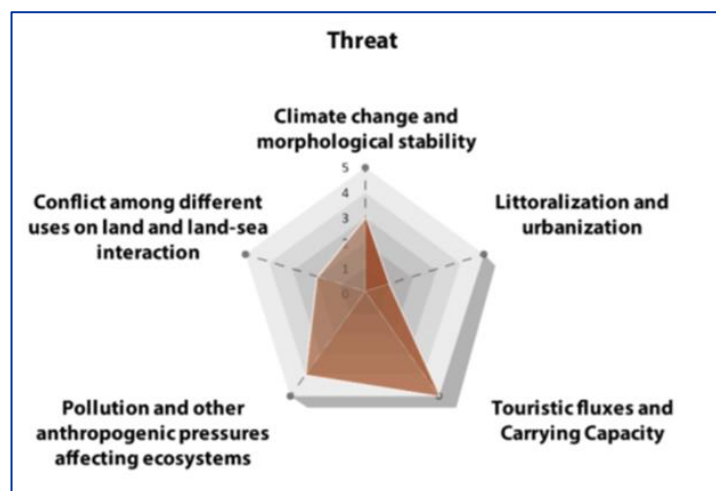 Threat
Climate change and
morphological stability
5
4
3
2
1
0
Conflict among different
uses on land and land-sea
interaction
Littoralization and
urbanization
Pollution and other
anthropogenic pressures
affecting ecosystems
Touristic fluxes and
Carrying Capacity